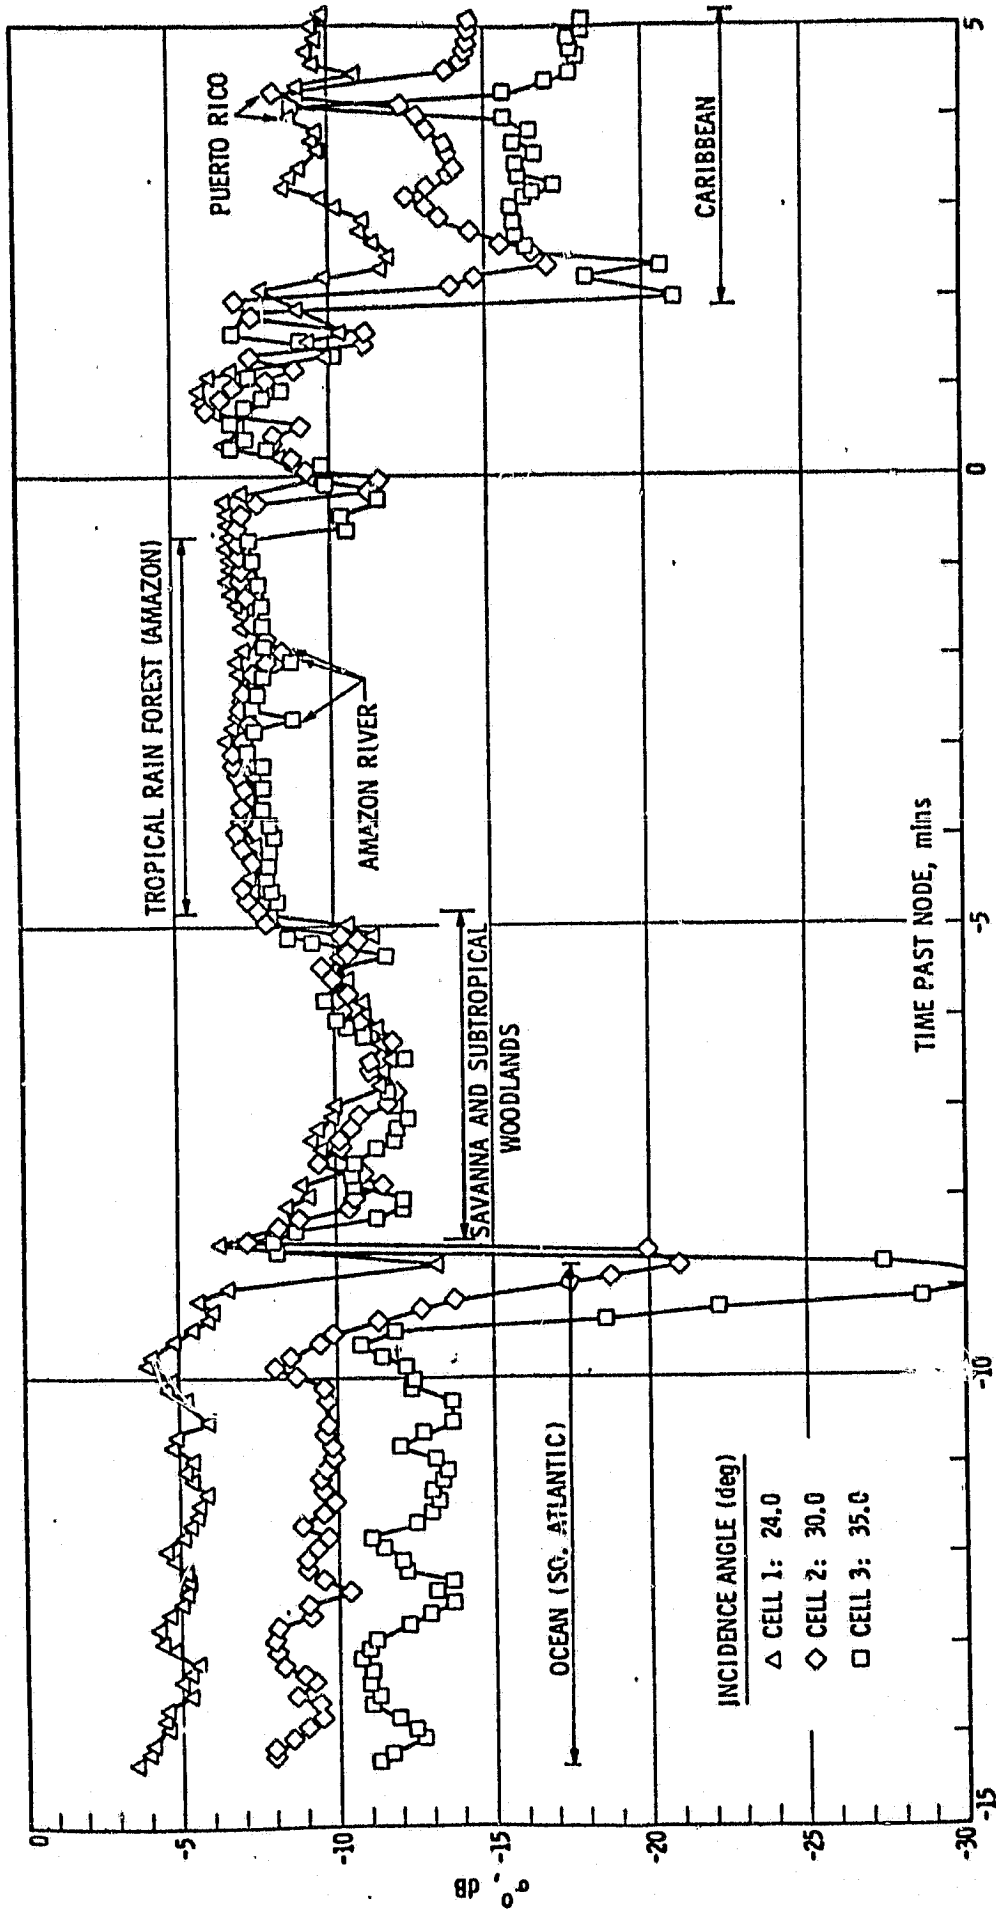 0
-5
-10
-15
-20
-25
-30
σ°, dB
-15
-10
-5
0
5
TIME PAST NODE, mins
OCEAN (SO. ATLANTIC)
SAVANNA AND SUBTROPICAL
WOODLANDS
TROPICAL RAIN FOREST (AMAZON)
AMAZON RIVER
PUERTO RICO
CARIBBEAN
INCIDENCE ANGLE (deg)
△ CELL 1: 24.0
◇ CELL 2: 30.0
□ CELL 3: 35.0